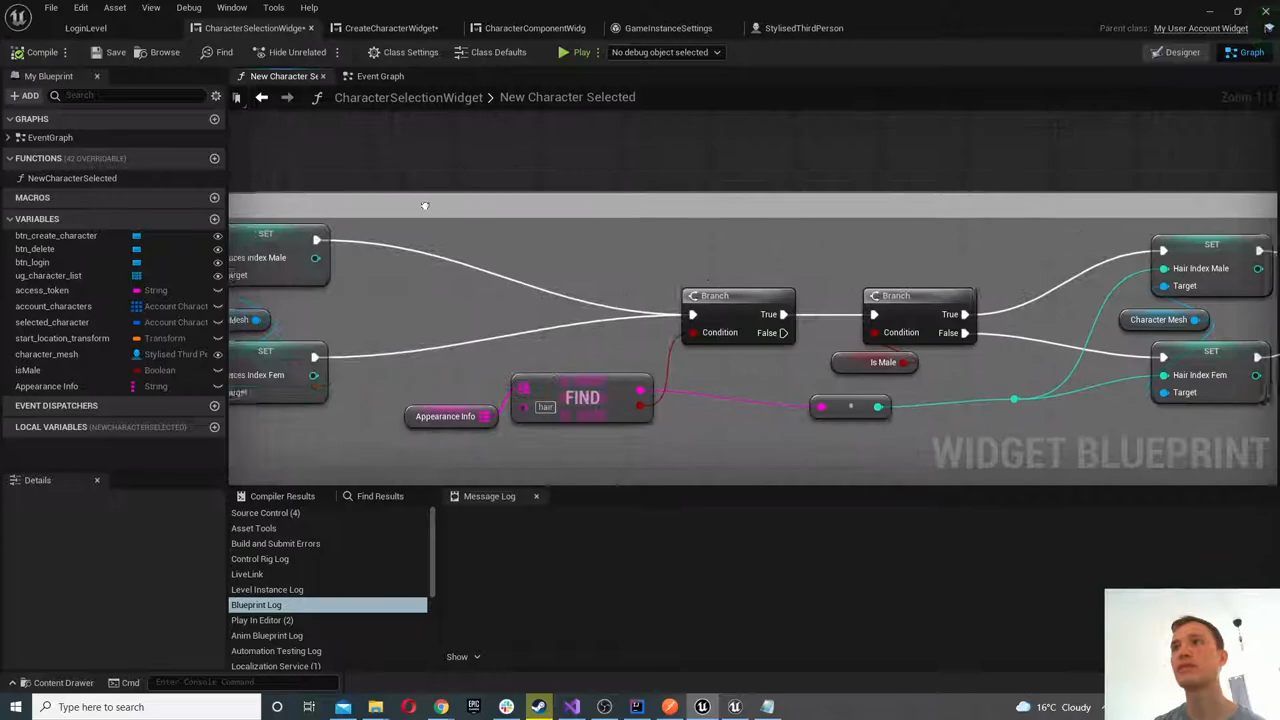 File Edit Asset View Debug Window Tools Help
LoginLevel
CharacterSelectionWidge*
CreateCharacterWidget*
CharacterComponentWidg
GameInstanceSettings
StylisedThirdPerson
Parent class: My User Account Widget
Compile
Save
Browse
Find
Hide Unrelated
Class Settings
Class Defaults
Play
No debug object selected
Designer
Graph
My Blueprint
New Character Se
Event Graph
+ ADD
Search
CharacterSelectionWidget > New Character Selected
Zoom 1:1
GRAPHS
EventGraph
FUNCTIONS (42 OVERRIDABLE)
NewCharacterSelected
MACROS
VARIABLES
btn_create_character
btn_delete
btn_login
ug_character_list
access_token String
account_characters Account Charact
selected_character Account Charact
start_location_transform Transform
character_mesh Stylised Third P
isMale Boolean
Appearance Info String
EVENT DISPATCHERS
LOCAL VARIABLES (NEWCHARACTERSELECTED)
Details
SET
ces Index Male
arget
Mesh
SET
ces Index Fem
Appearance Info
hair
FIND
Branch
True
Condition False
Branch
True
Condition False
Is Male
SET
Hair Index Male
Target
Character Mesh
SET
Hair Index Fem
Target
WIDGET BLUEPRINT
Compiler Results
Find Results
Message Log
Source Control (4)
Asset Tools
Build and Submit Errors
Control Rig Log
LiveLink
Level Instance Log
Blueprint Log
Play In Editor (2)
Anim Blueprint Log
Automation Testing Log
Localization Service (1)
Show
Content Drawer
Cmd
Enter Console Command
Type here to search
16°C Cloudy